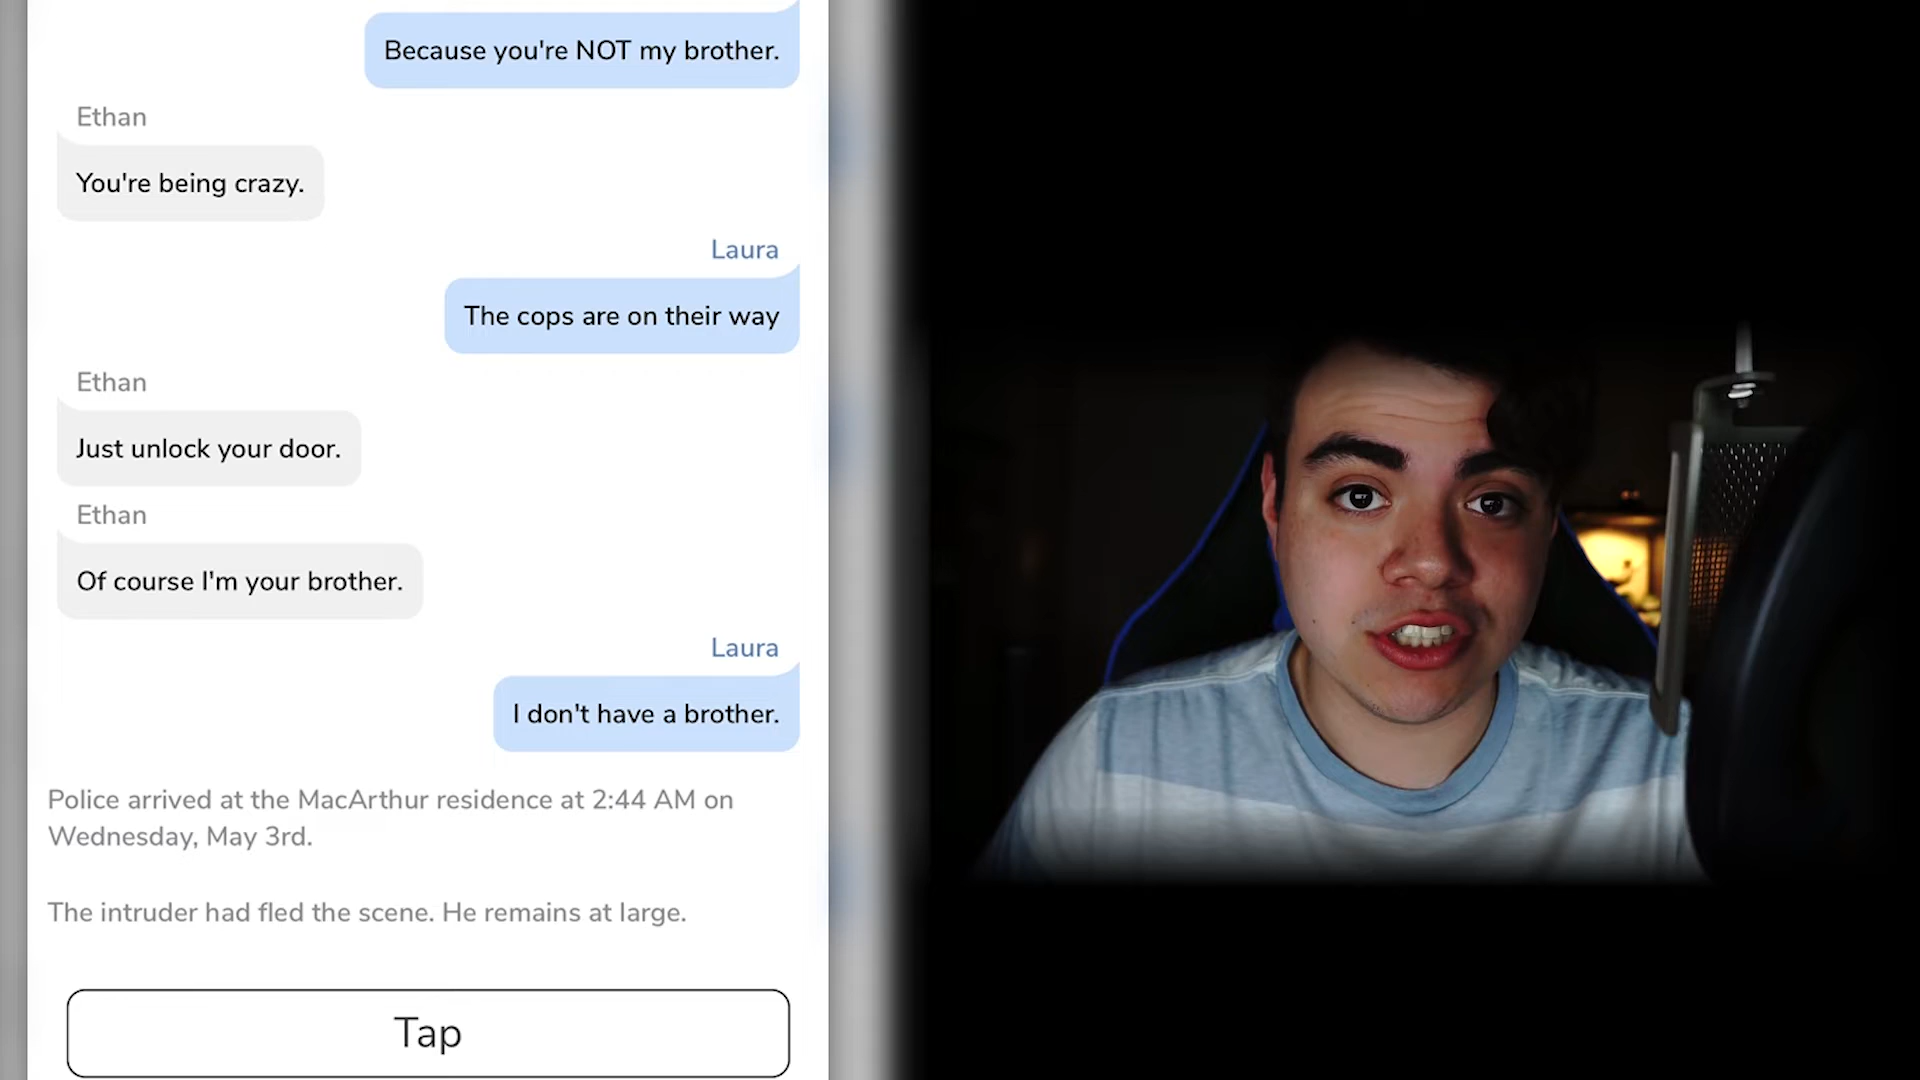 Because you're NOT my brother.
Ethan
You're being crazy.
Laura
The cops are on their way
Ethan
Just unlock your door.
Ethan
Of course I'm your brother.
Laura
I don't have a brother.
Police arrived at the MacArthur residence at 2:44 AM on
Wednesday, May 3rd.
The intruder had fled the scene. He remains at large.
Tap